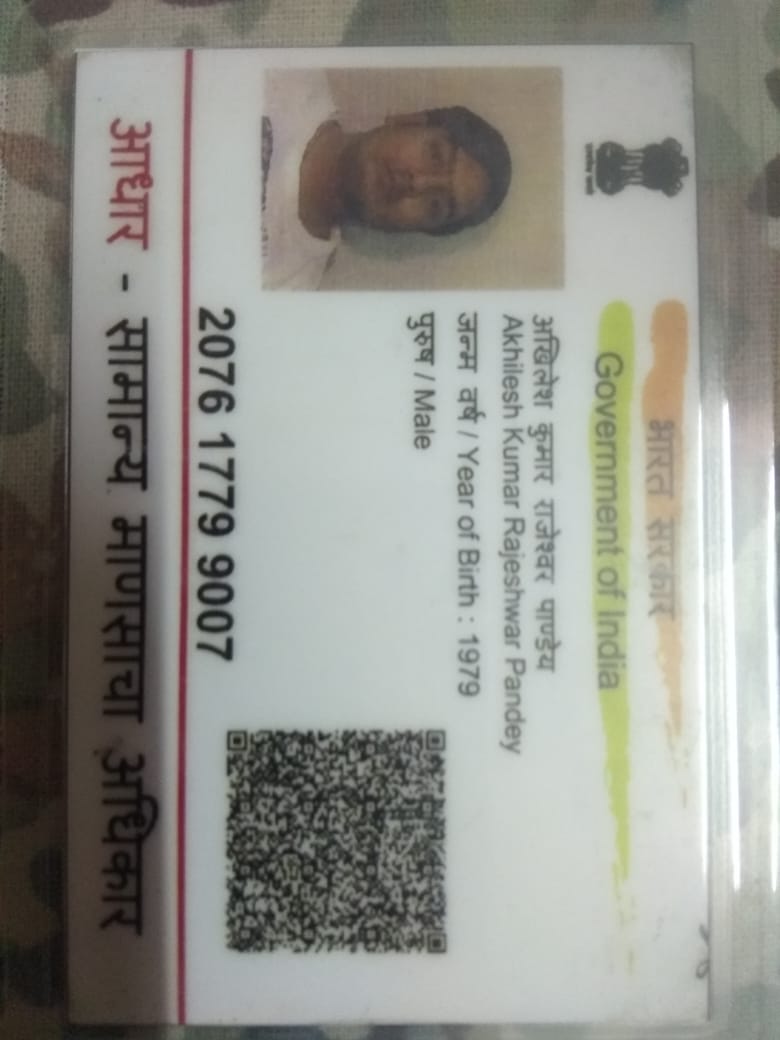 भारत सरकार
Government of India
अखिलेश कुमार राजेश्वर पाण्डेय
Akhilesh Kumar Rajeshwar Pandey
जन्म वर्ष / Year of Birth : 1979
पुरुष / Male
2076 1779 9007
आधार - सामान्य माणसाचा अधिकार